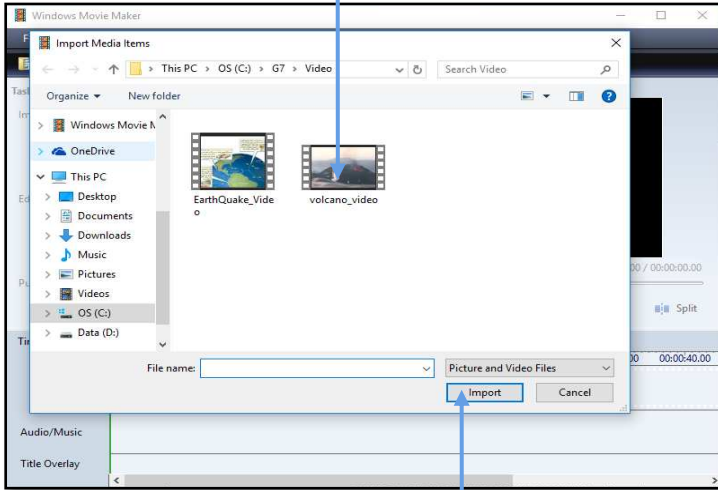 Windows Movie Maker
Import Media Items
This PC > OS (C:) > G7 > Video
Search Video
Organize
New folder
Windows Movie M
OneDrive
This PC
Desktop
Documents
Downloads
Music
Pictures
Videos
OS (C:)
Data (D:)
EarthQuake_Vide
o
volcano_video
File name:
Picture and Video Files
Import
Cancel
00 / 00:00:00.00
Split
00:00:40.00
Audio/Music
Title Overlay